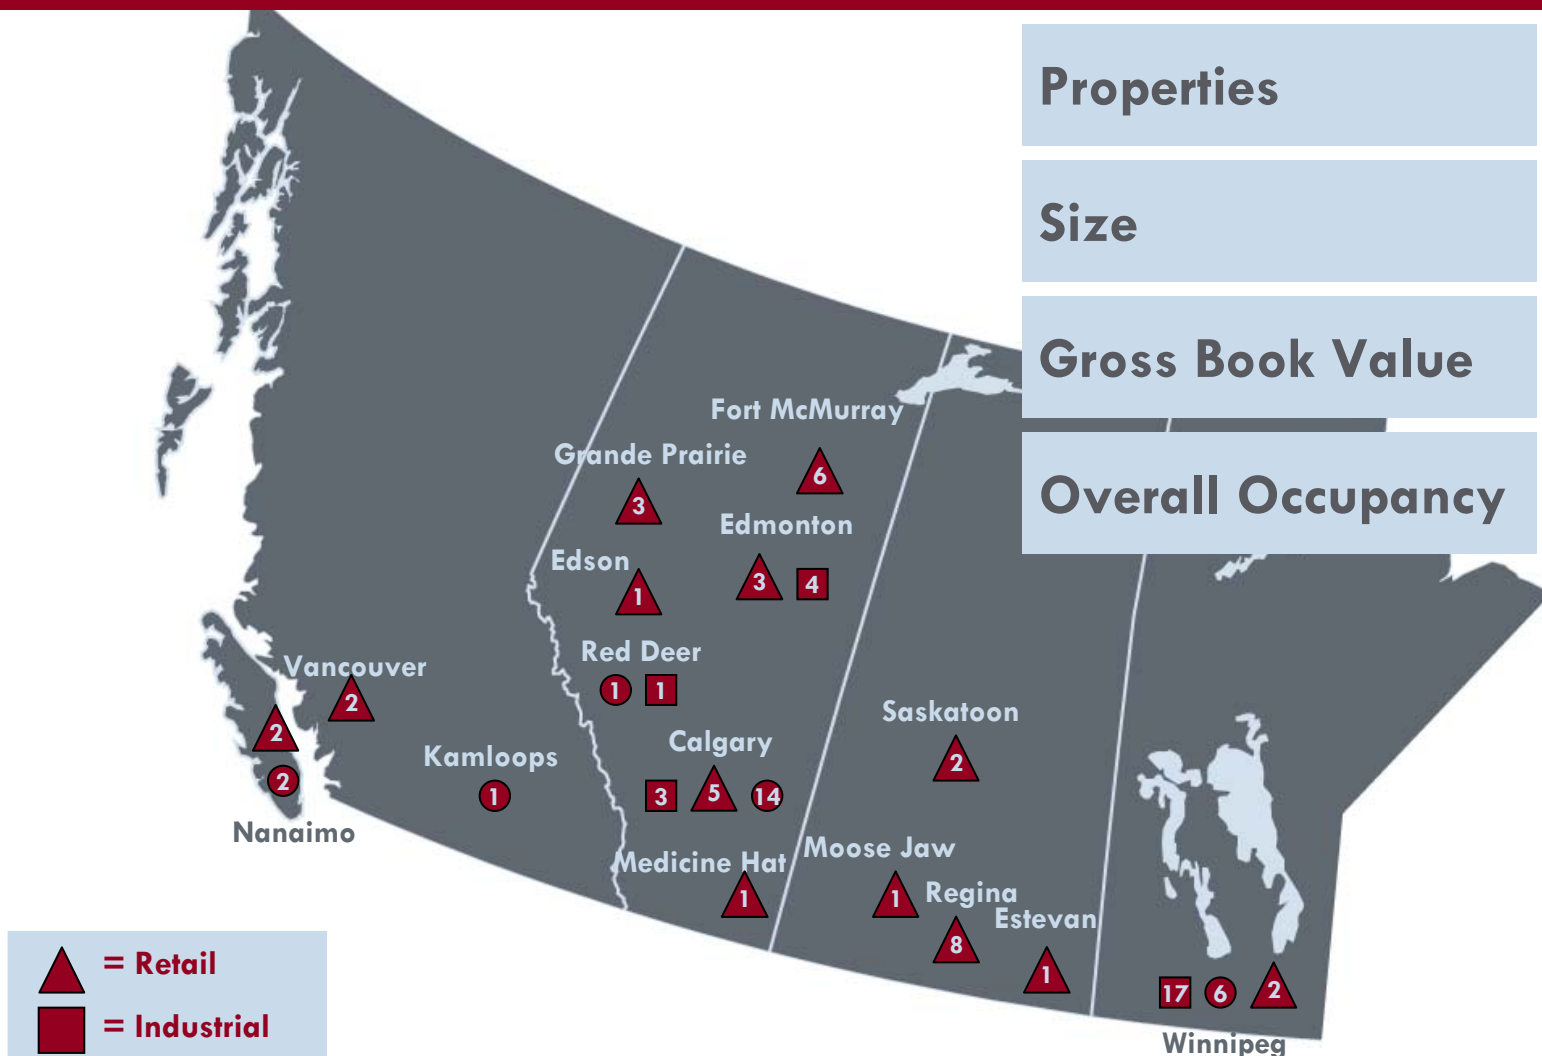 Properties
Size
Gross Book Value
Overall Occupancy
Fort McMurray
6
Grande Prairie
3
Edmonton
3 4
Edson
1
Red Deer
1 1
Vancouver
2
2
2
Nanaimo
Kamloops
1
Calgary
3 5 14
Medicine Hat
1
Saskatoon
2
Moose Jaw
1
Regina
8
Estevan
1
17 6 2
Winnipeg
= Retail
= Industrial